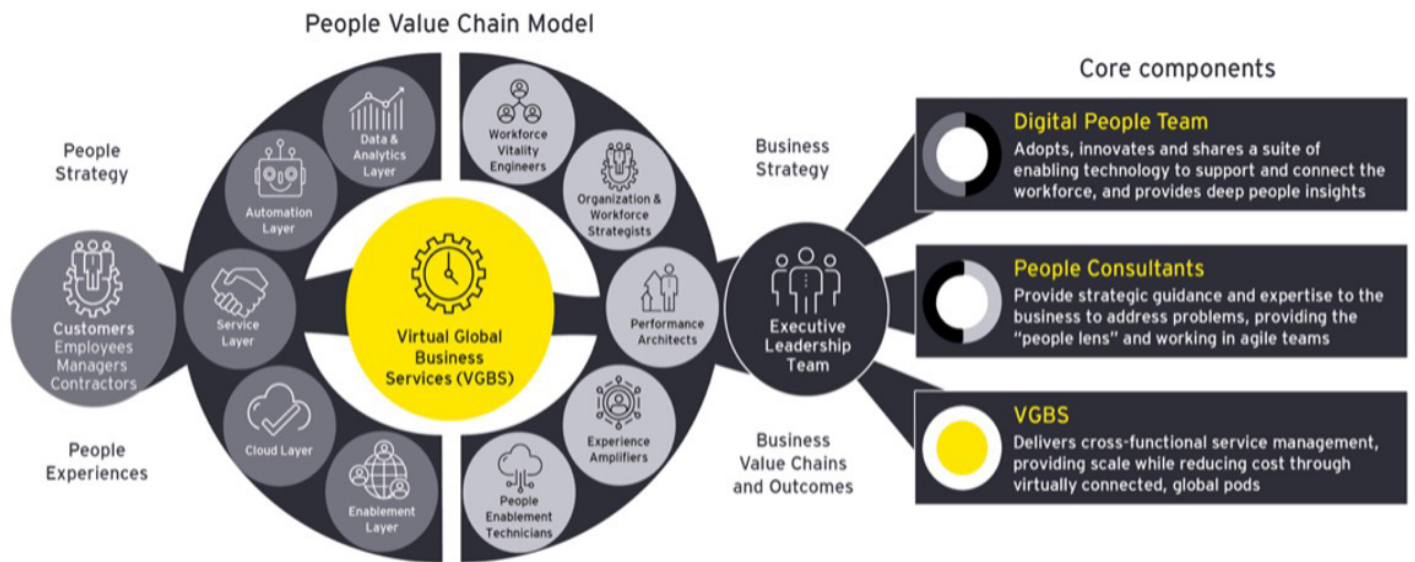 People Value Chain Model
People
Strategy
Customers
Employees
Managers
Contractors
People
Experiences
Data &
Analytics
Layer
Automation
Layer
Service
Layer
Cloud Layer
Enablement
Layer
Virtual Global
Business
Services (VGBS)
Workforce
Vitality
Engineers
Organization &
Workforce
Strategists
Performance
Architects
Experience
Amplifiers
People
Enablement
Technicians
Business
Strategy
Executive
Leadership
Team
Business
Value Chains
and Outcomes
Core components
Digital People Team
Adopts, innovates and shares a suite of
enabling technology to support and connect the
workforce, and provides deep people insights
People Consultants
Provide strategic guidance and expertise to the
business to address problems, providing the
“people lens” and working in agile teams
VGBS
Delivers cross-functional service management,
providing scale while reducing cost through
virtually connected, global pods